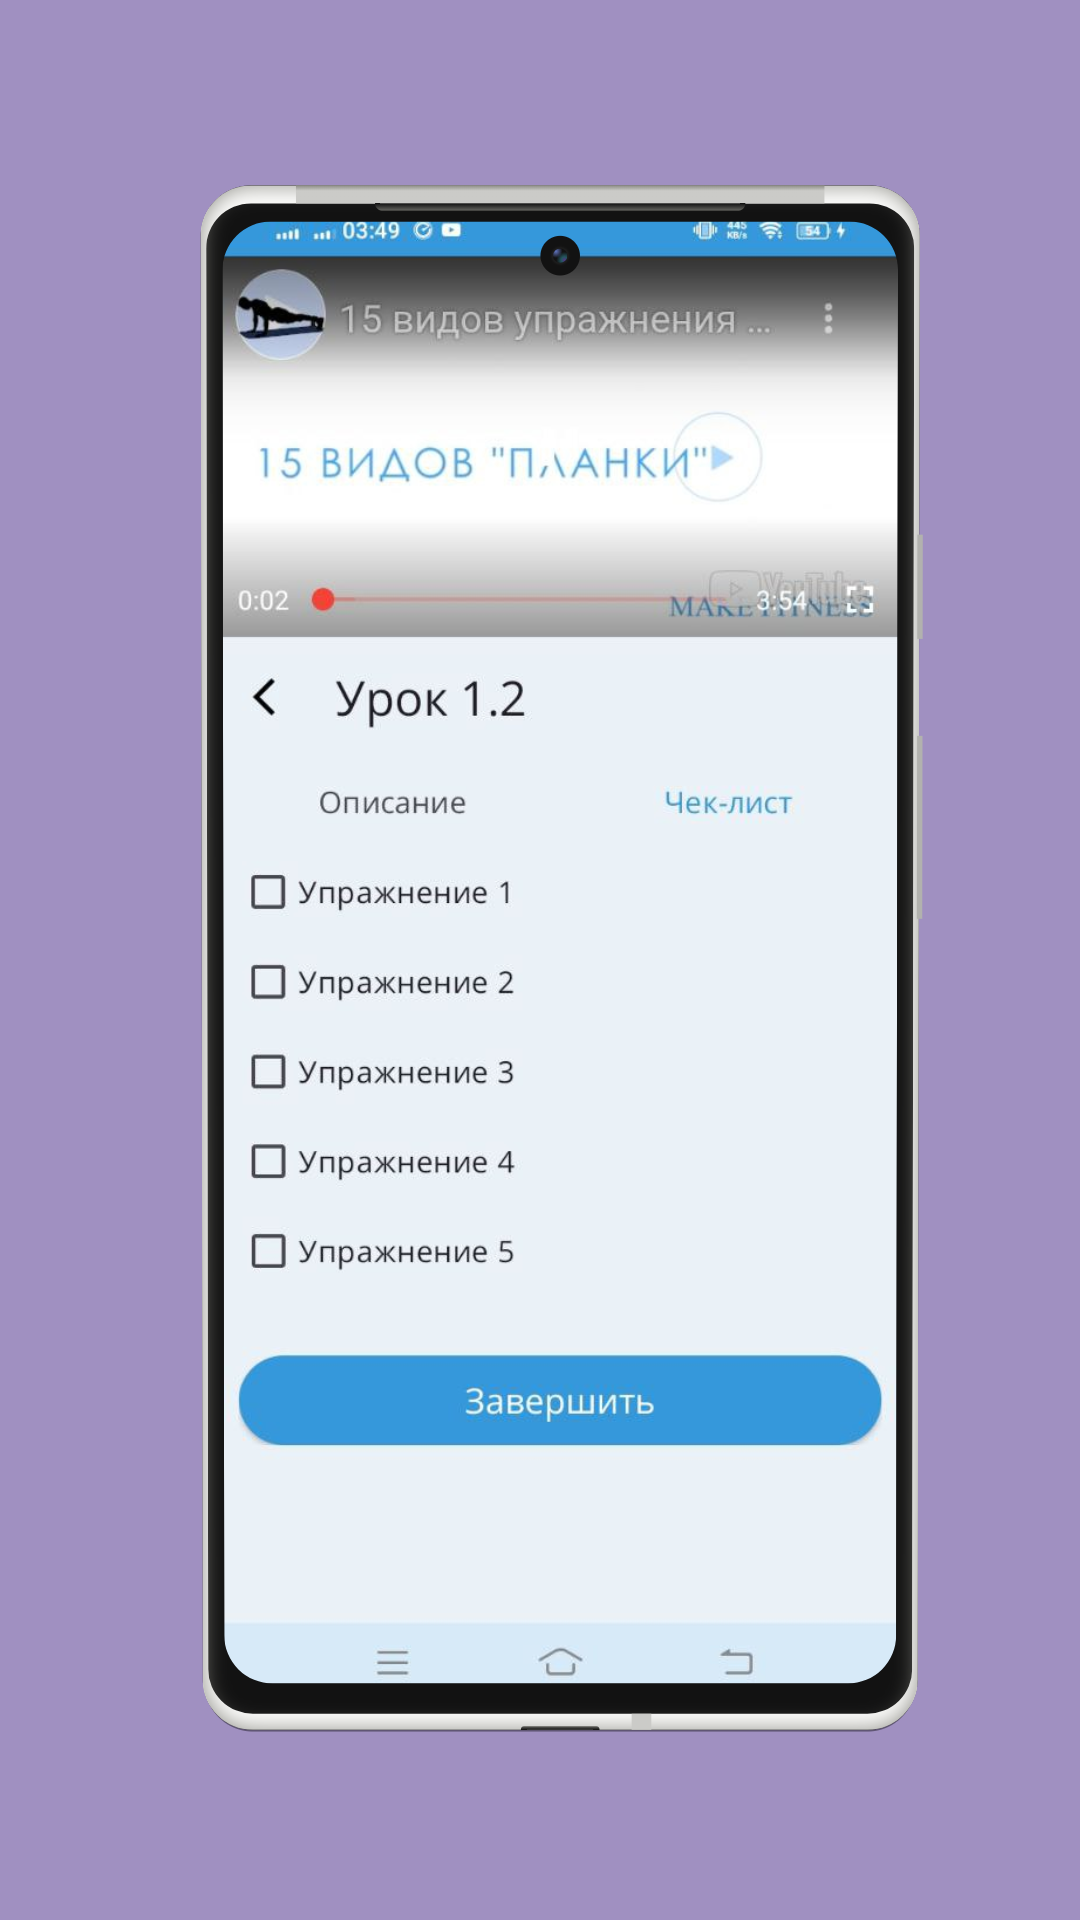 03:49
445
KB/s
54
15 видов упражнения ...
15 ВИДОВ "ПЛАНКИ"
YouTube
0:02
3:54
MAKE FITNESS
Урок 1.2
Описание
Чек-лист
Упражнение 1
Упражнение 2
Упражнение 3
Упражнение 4
Упражнение 5
Завершить